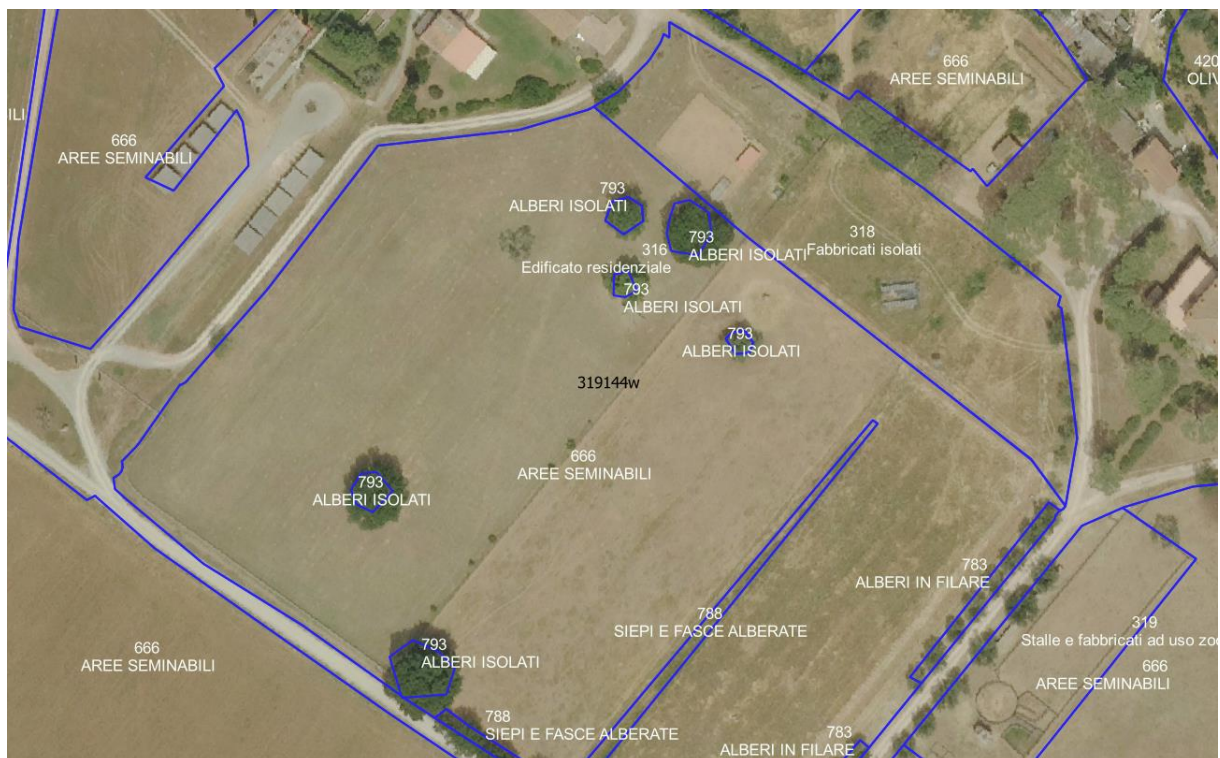 666
AREE SEMINABILI
420
OLIV
ILI
666
AREE SEMINABILI
793
ALBERI ISOLATI
793
ALBERI ISOLATI
318
Fabbricati isolati
316
Edificato residenziale
793
ALBERI ISOLATI
793
ALBERI ISOLATI
319144w
666
AREE SEMINABILI
793
ALBERI ISOLATI
783
ALBERI IN FILARE
788
SIEPI E FASCE ALBERATE
319
Stalle e fabbricati ad uso zoo
666
AREE SEMINABILI
793
ALBERI ISOLATI
666
AREE SEMINABILI
788
SIEPI E FASCE ALBERATE
783
ALBERI IN FILARE